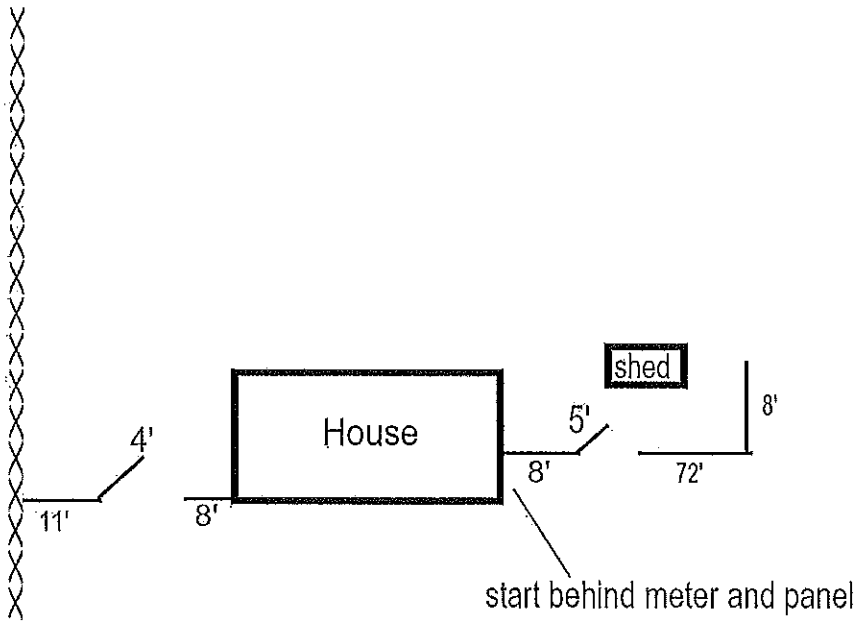 shed
8'
5'
House
4'
8'
72'
11'
8'
start behind meter and panel